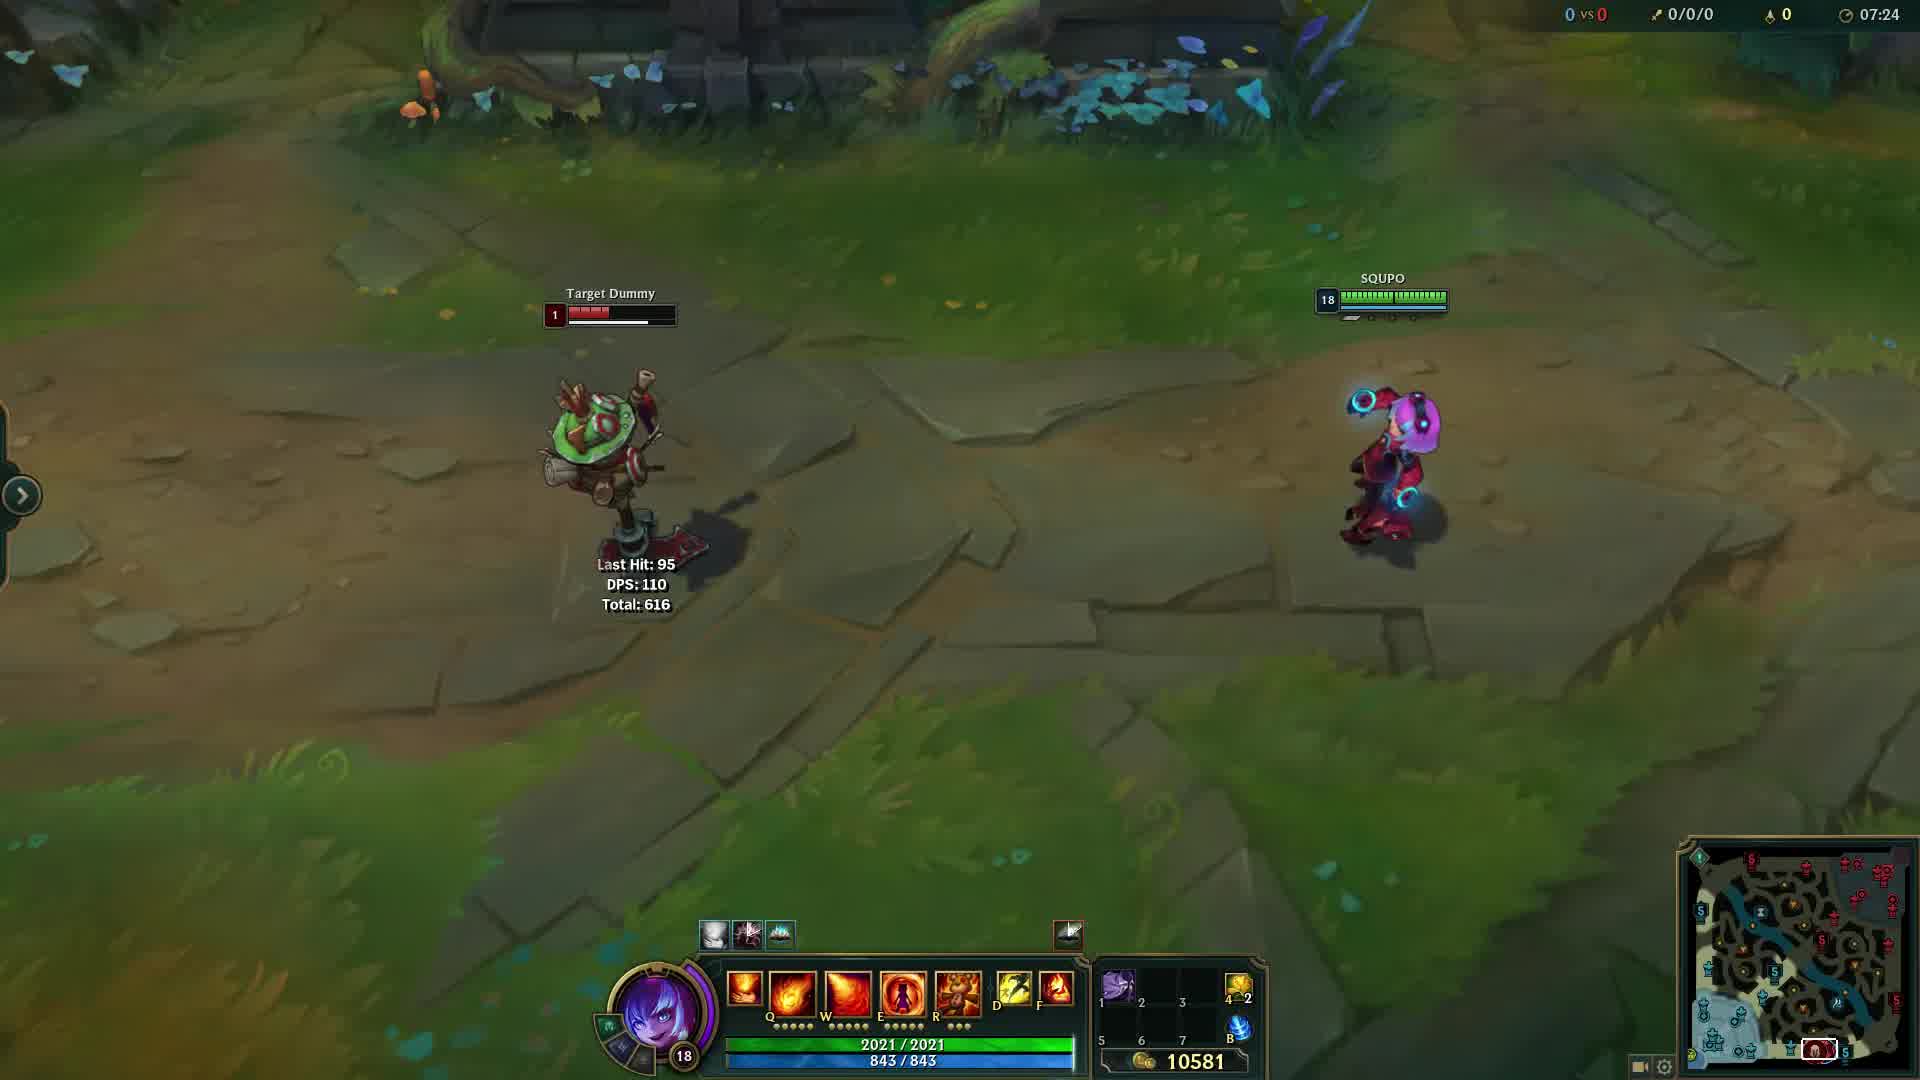 0 vs 0 0/0/0 0 07:24
SQUPO
18
Target Dummy
1
Last Hit: 95
DPS: 110
Total: 616
Q W E R D F
18
2021 / 2021
843 / 843
1 2 3 4 2
5 6 7 B
10581
S
S
S
S
S
S